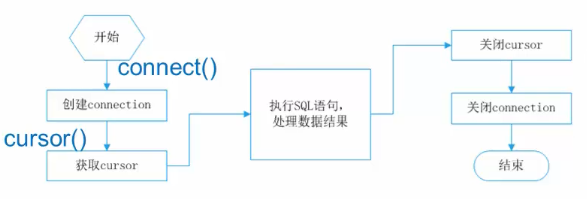 开始
connect()
创建connection
cursor()
获取cursor
执行SQL语句,
处理数据结果
关闭cursor
关闭connection
结束